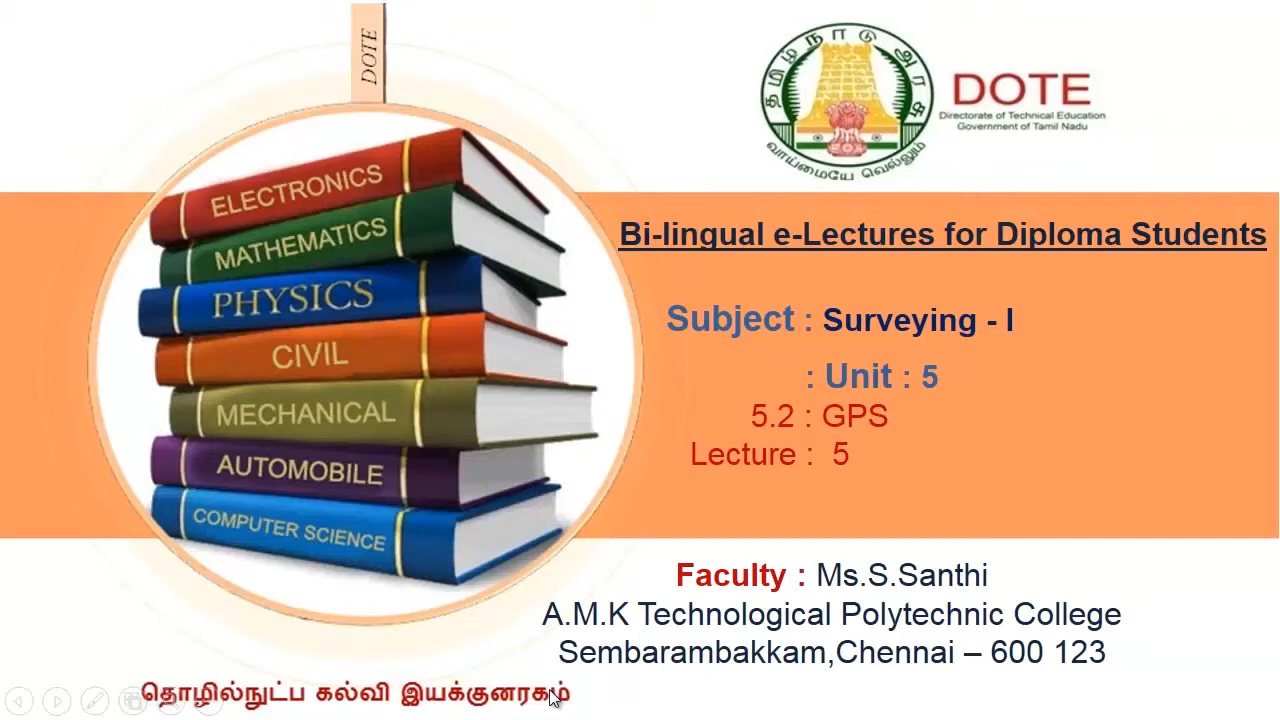 DOTE
தமிழ்நாடு அரசு
வாய்மையே வெல்லும்
DOTE
Directorate of Technical Education
Government of Tamil Nadu
ELECTRONICS
MATHEMATICS
PHYSICS
CIVIL
MECHANICAL
AUTOMOBILE
COMPUTER SCIENCE
Bi-lingual e-Lectures for Diploma Students
Subject : Surveying - I
: Unit : 5
5.2 : GPS
Lecture : 5
Faculty : Ms.S.Santhi
A.M.K Technological Polytechnic College
Sembarambakkam,Chennai – 600 123
தொழில்நுட்ப கல்வி இயக்குனரகம்